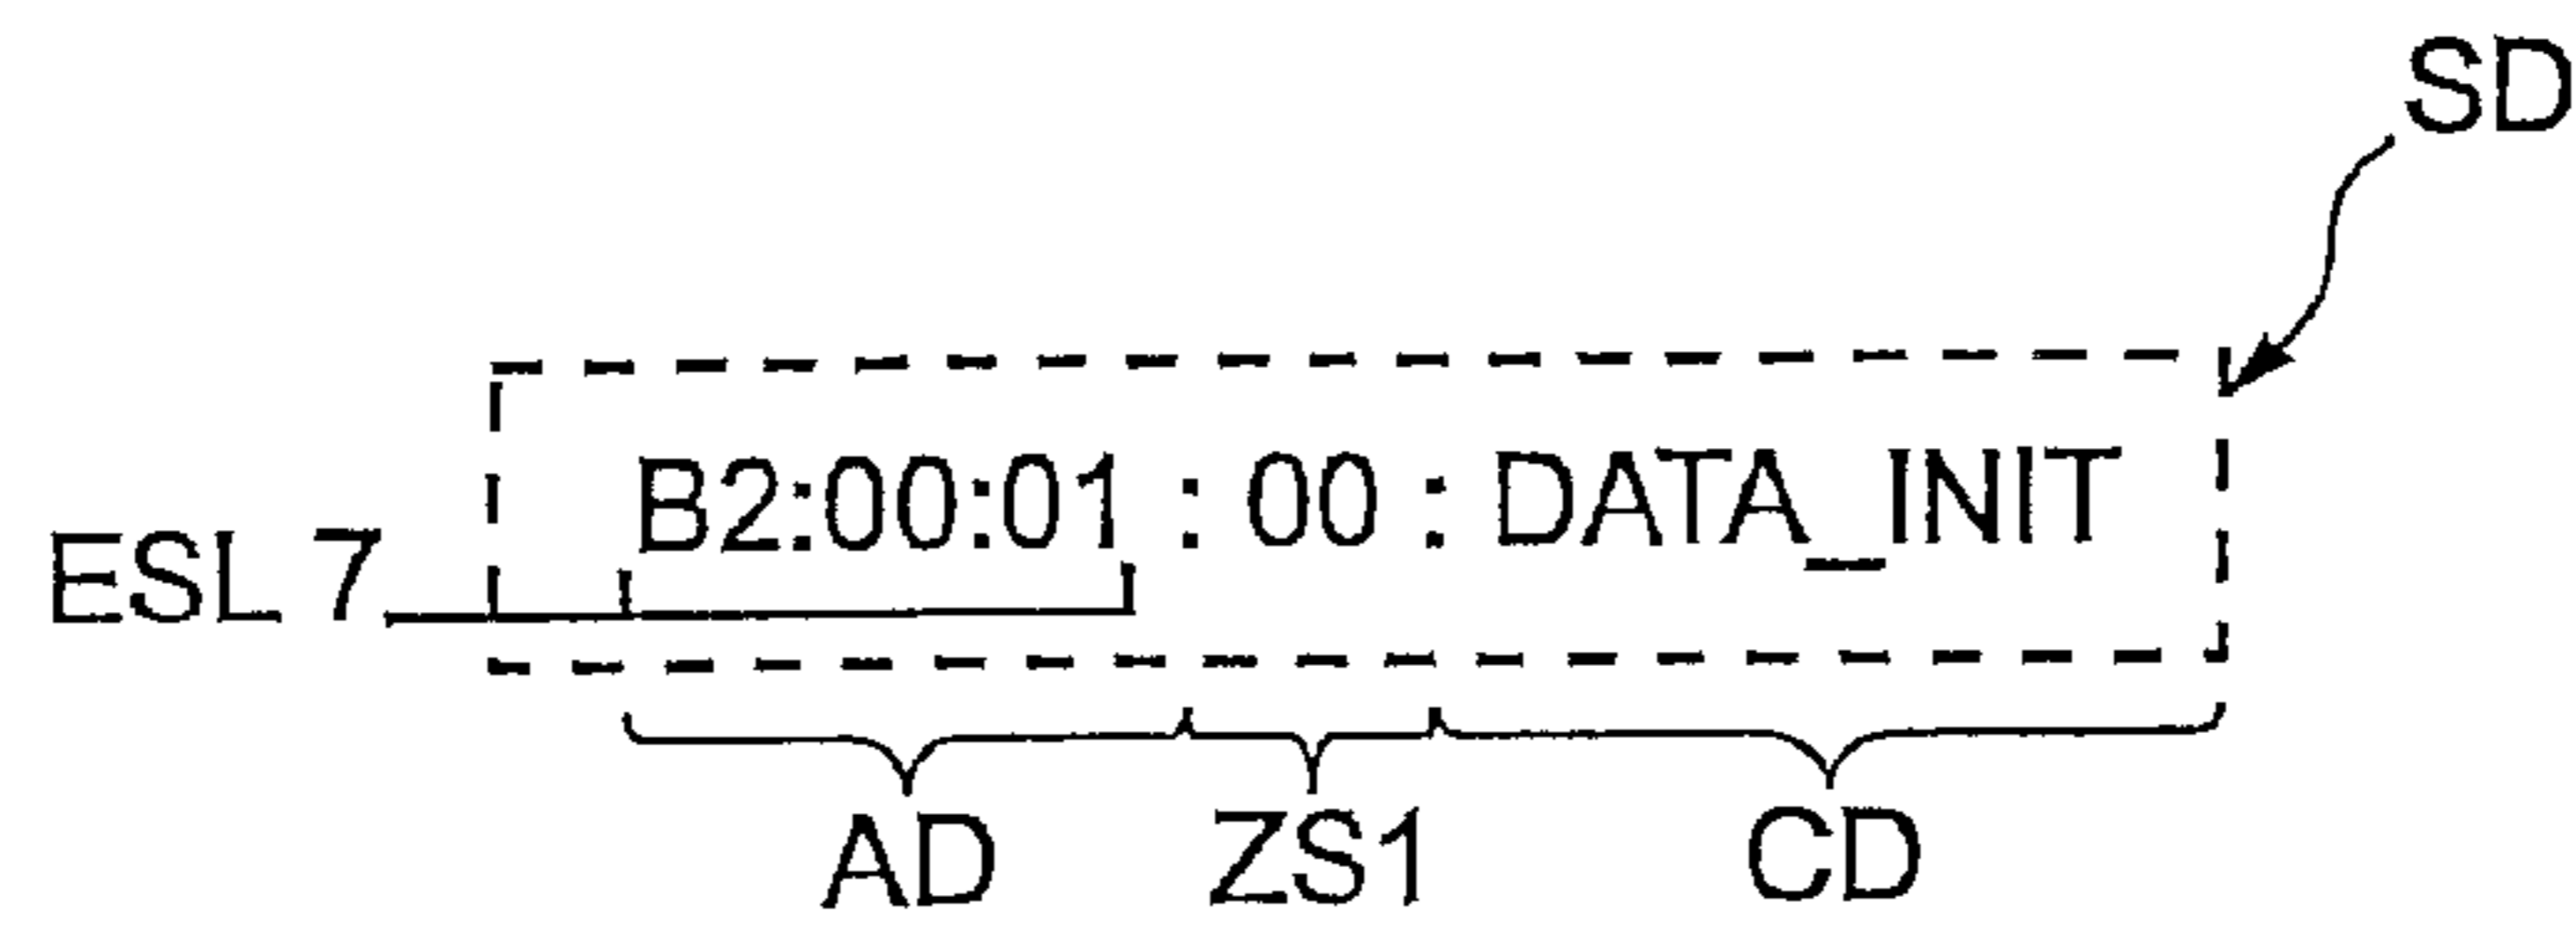 SD
B2:00:01 : 00 : DATA_INIT
ESL 7
AD ZS1 CD